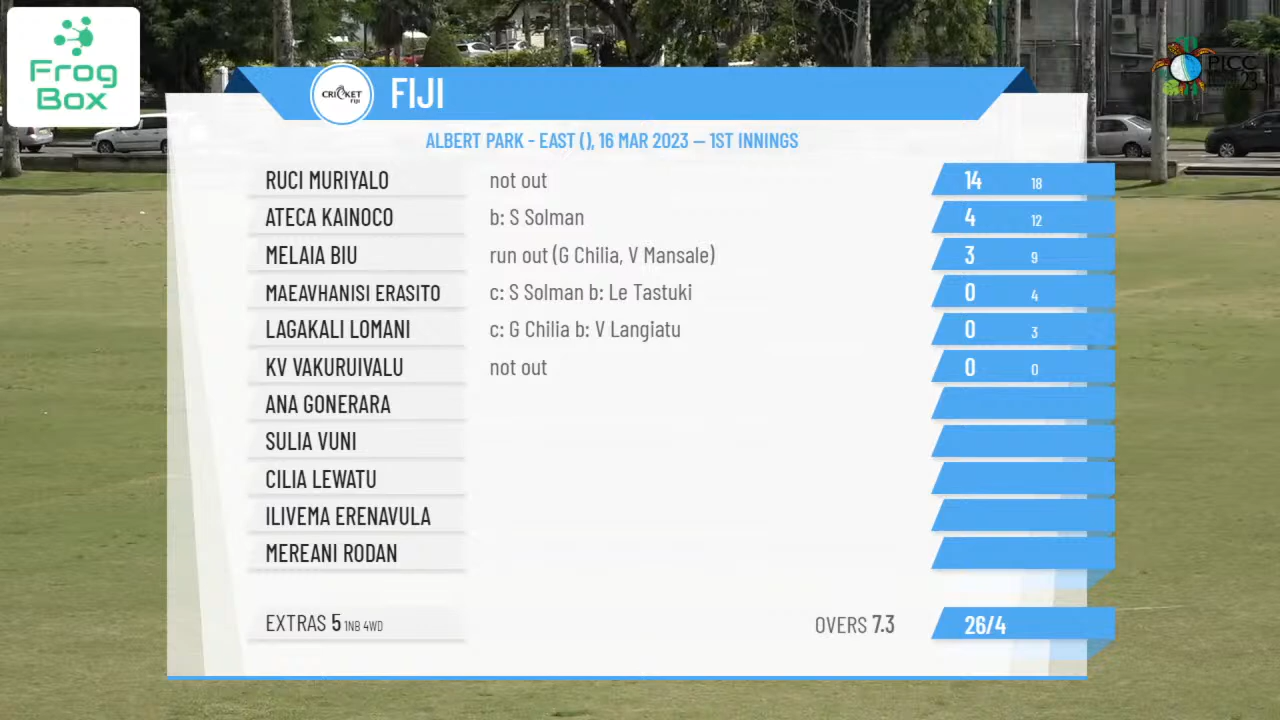 Frog
Box
CRICKET
FIJI
FIJI
PICC
23
ALBERT PARK - EAST (), 16 MAR 2023 – 1ST INNINGS
RUCI MURIYALO not out 14 18
ATECA KAINOCO b: S Solman 4 12
MELAIA BIU run out (G Chilia, V Mansale) 3 9
MAEAVHANISI ERASITO c: S Solman b: Le Tastuki 0 4
LAGAKALI LOMANI c: G Chilia b: V Langiatu 0 3
KV VAKURUIVALU not out 0 0
ANA GONERARA
SULIA VUNI
CILIA LEWATU
ILIVEMA ERENAVULA
MEREANI RODAN
EXTRAS 5 1NB 4WD OVERS 7.3 26/4